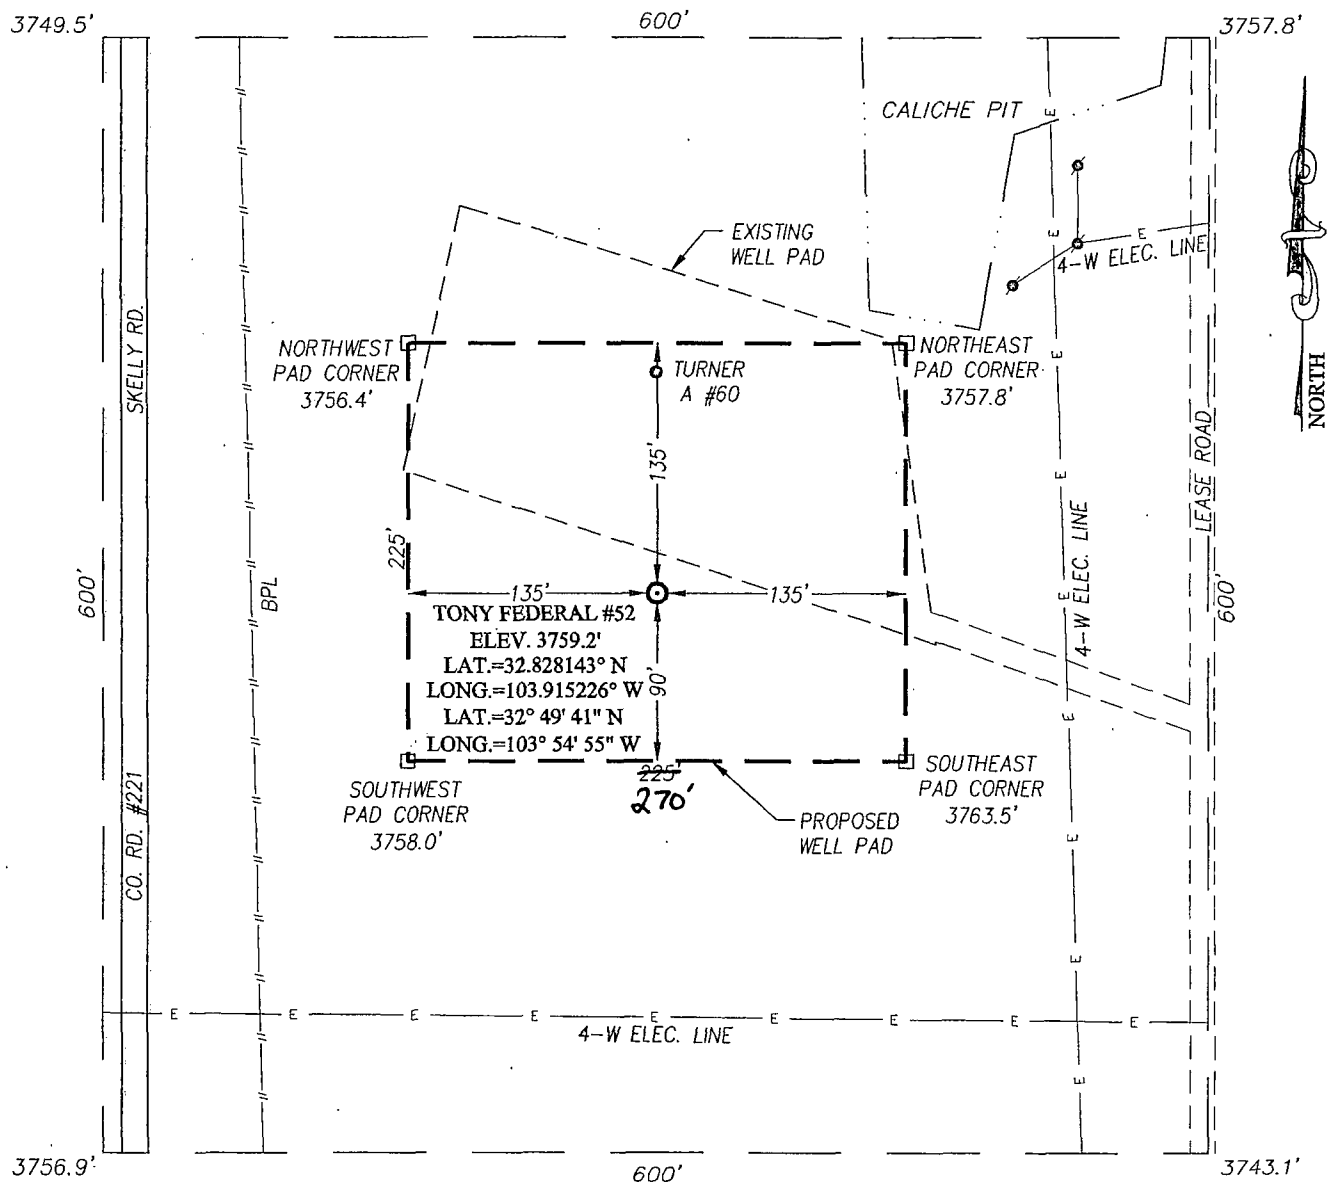 3749.5'
600'
3757.8'
CALICHE PIT
E
EXISTING
WELL PAD
E
4-W ELEC. LINE
E
SKELLY RD.
NORTHWEST
PAD CORNER
3756.4'
TURNER
A #60
NORTHEAST
PAD CORNER
3757.8'
E
NORTH
135'
LEASE ROAD
E
225'
4-W ELEC. LINE
600'
BPL
135'
135'
E
600'
TONY FEDERAL #52
ELEV. 3759.2'
LAT.=32.828143° N
LONG.=103.915226° W
LAT.=32° 49' 41" N
LONG.=103° 54' 55" W
90'
E
CO. RD. #221
SOUTHWEST
PAD CORNER
3758.0'
225'
270'
SOUTHEAST
PAD CORNER
3763.5'
PROPOSED
WELL PAD
E
E
E
E
E
E
E
E
E
E
E
4-W ELEC. LINE
E
3756.9'
600'
3743.1'